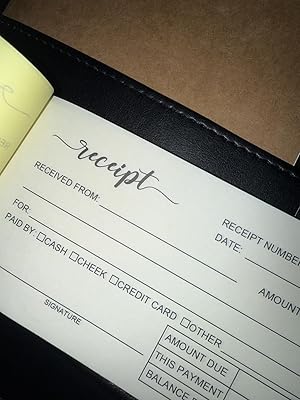 receipt
RECEIVED FROM:
RECEIPT NUMBER
DATE:
FOR:
AMOUNT
PAID BY: ☐CASH ☐CHEEK ☐CREDIT CARD ☐OTHER
SIGNATURE
AMOUNT DUE
THIS PAYMENT
BALANCE